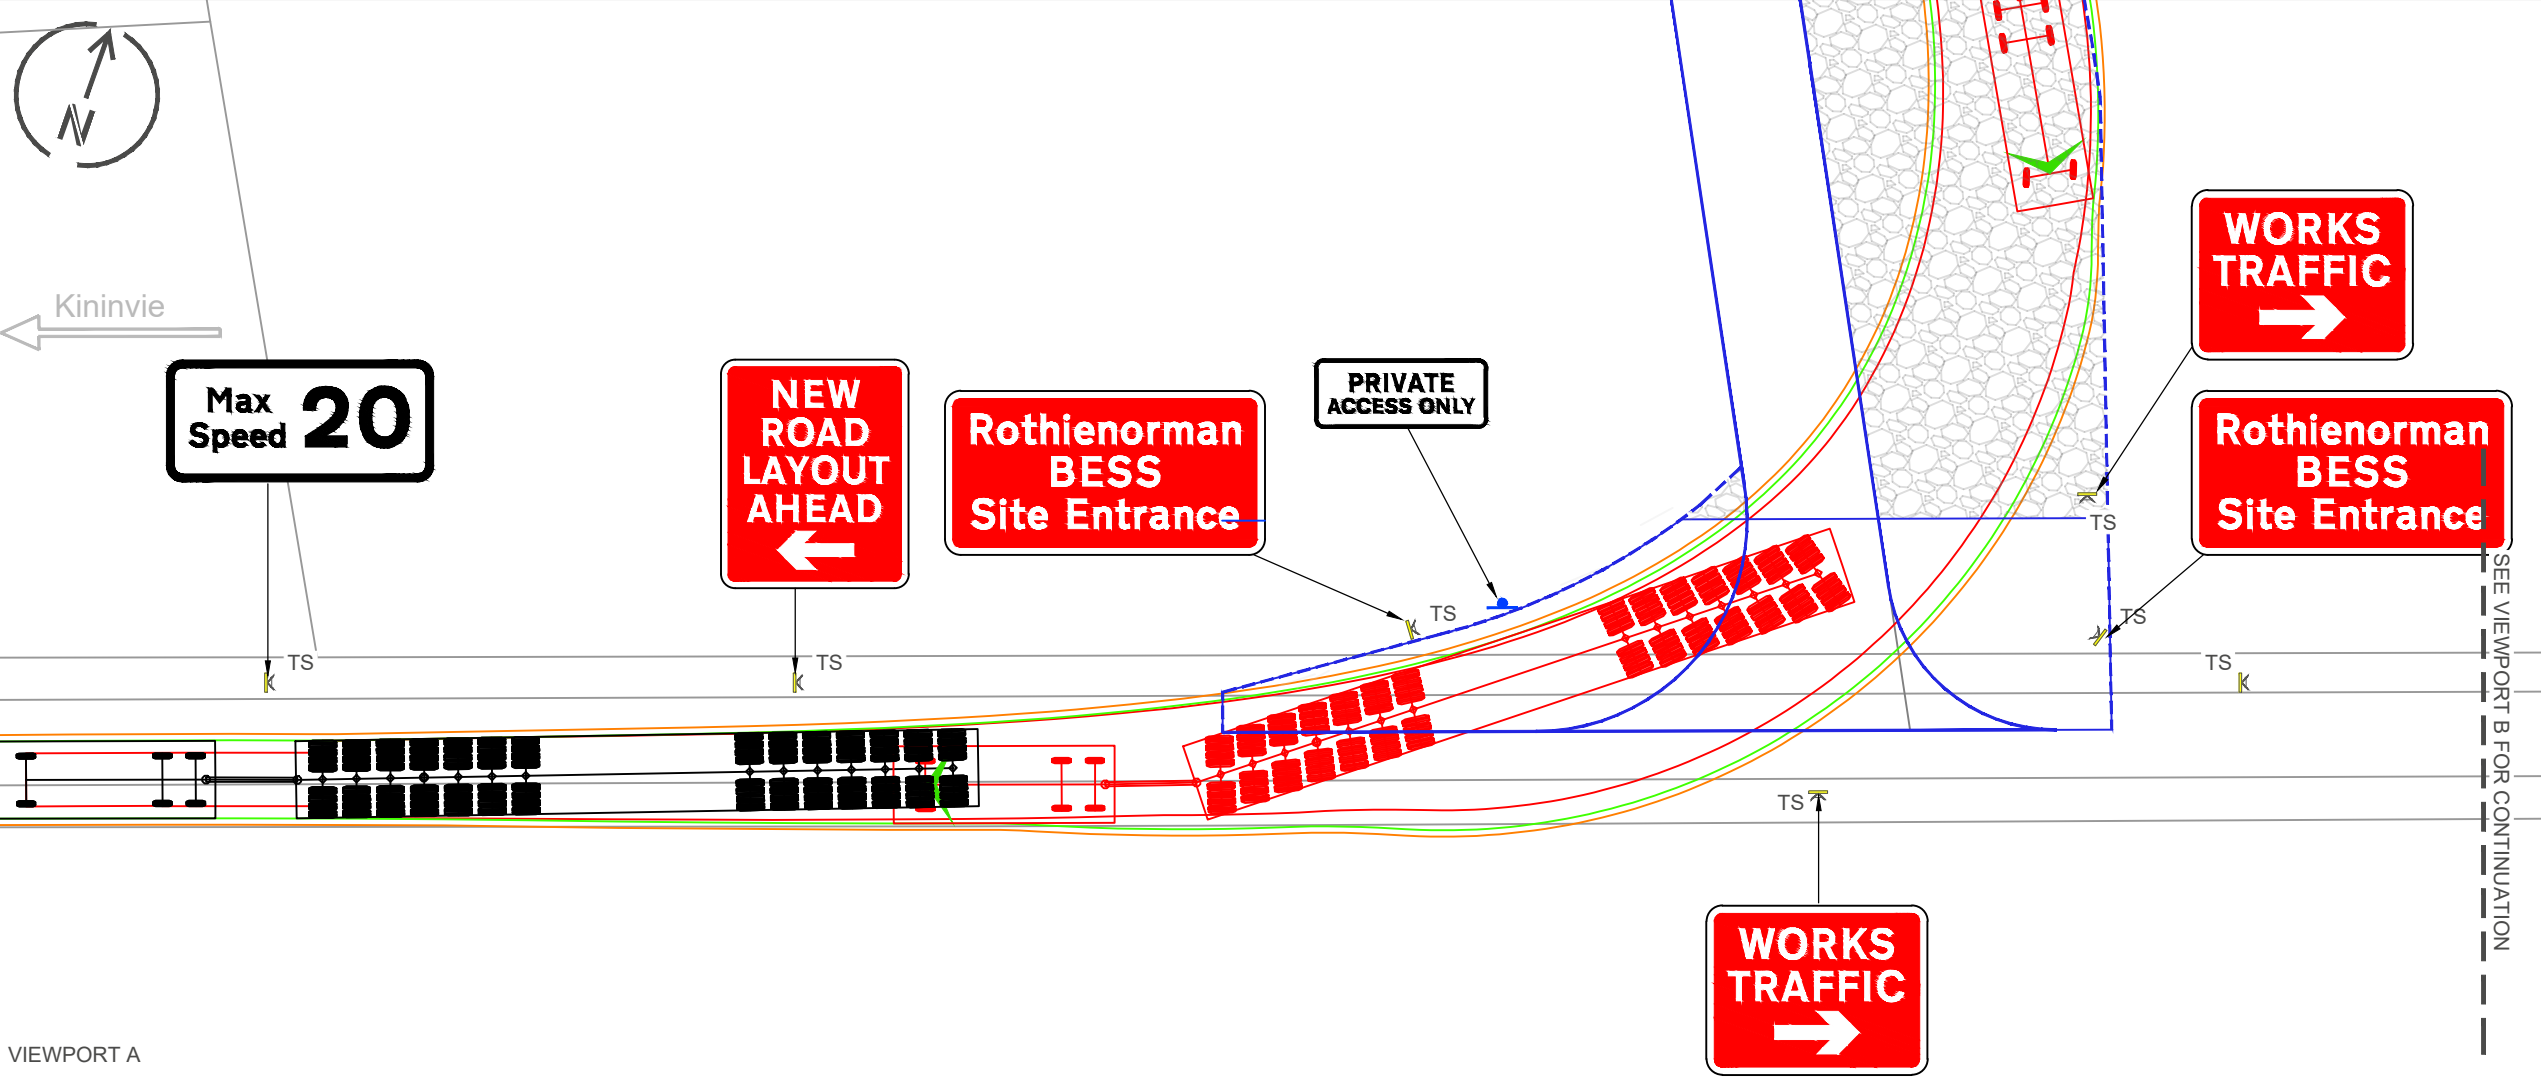 N
Kininvie
Max
Speed 20
NEW
ROAD
LAYOUT
AHEAD
Rothienorman
BESS
Site Entrance
PRIVATE
ACCESS ONLY
WORKS
TRAFFIC
Rothienorman
BESS
Site Entrance
TS
TS
TS
TS
TS
TS
TS
WORKS
TRAFFIC
SEE VIEWPORT B FOR CONTINUATION
VIEWPORT A